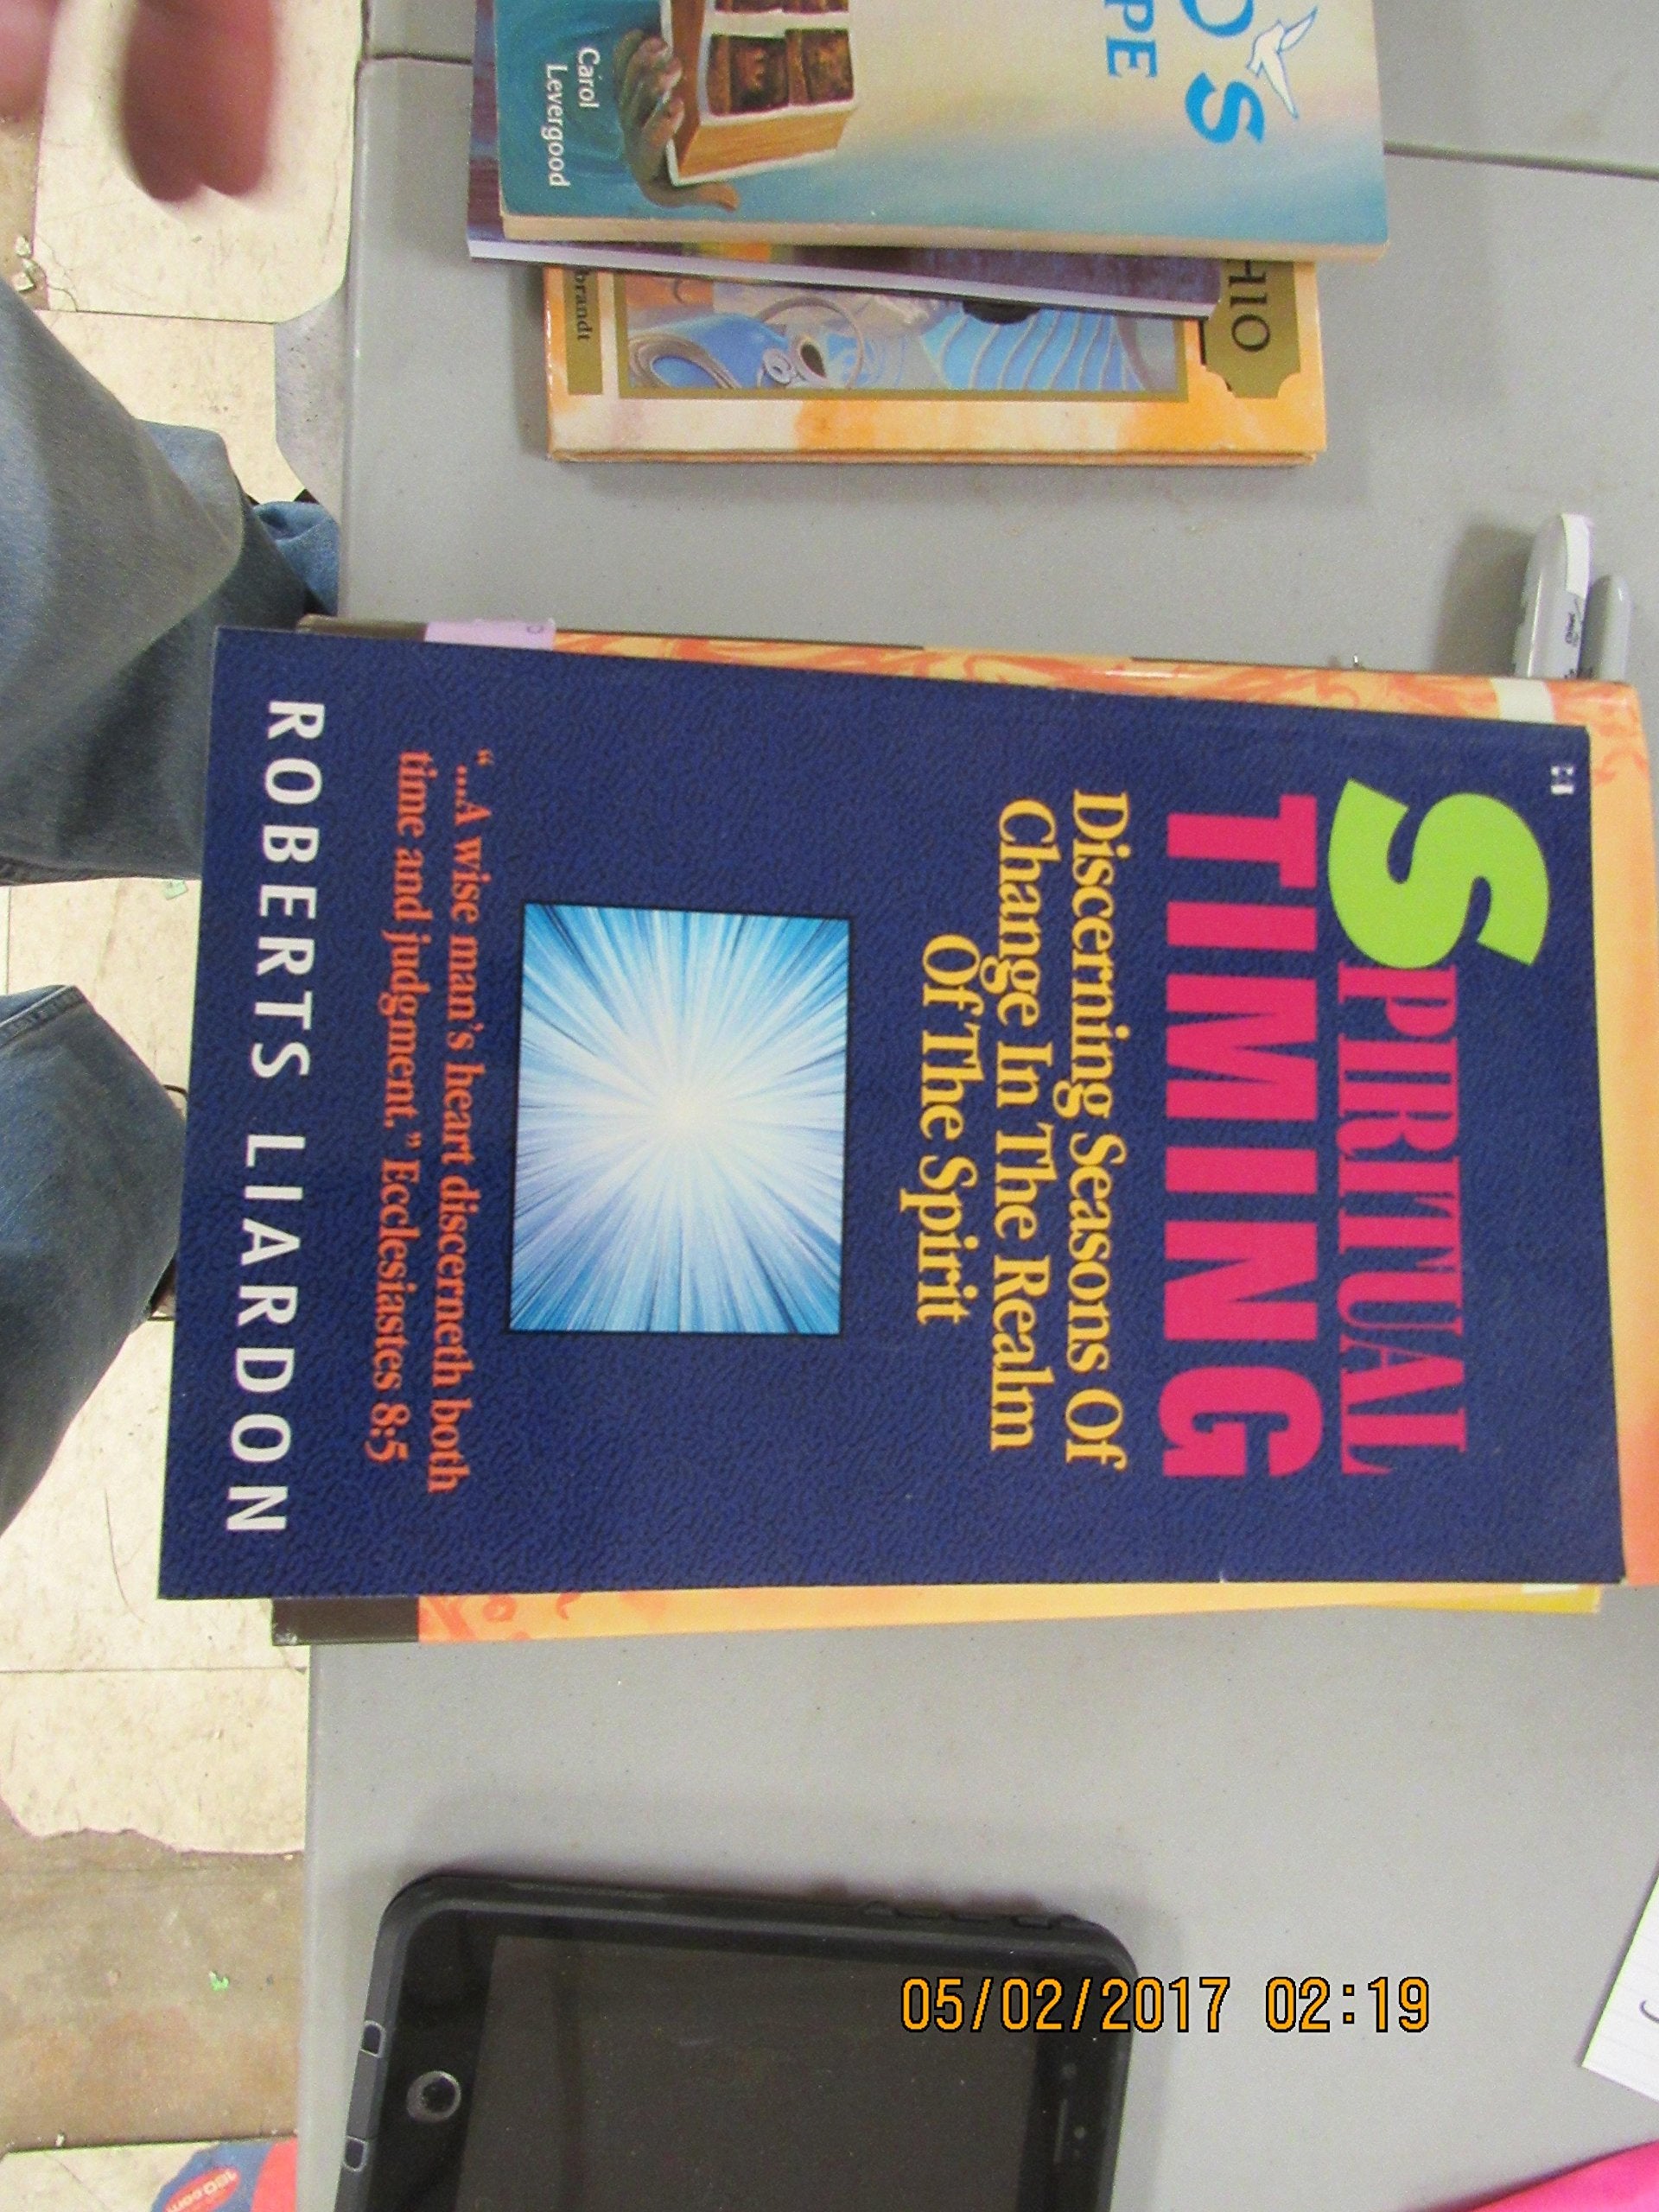 SPIRITUAL
TIMING
Discerning Seasons Of
Change In The Realm
Of The Spirit
“...A wise man’s heart discerneth both
time and judgment.” Ecclesiastes 8:5
ROBERTS LIARDON
O'S
PE
Carol
Levergood
HIO
brandt
05/02/2017 02:19